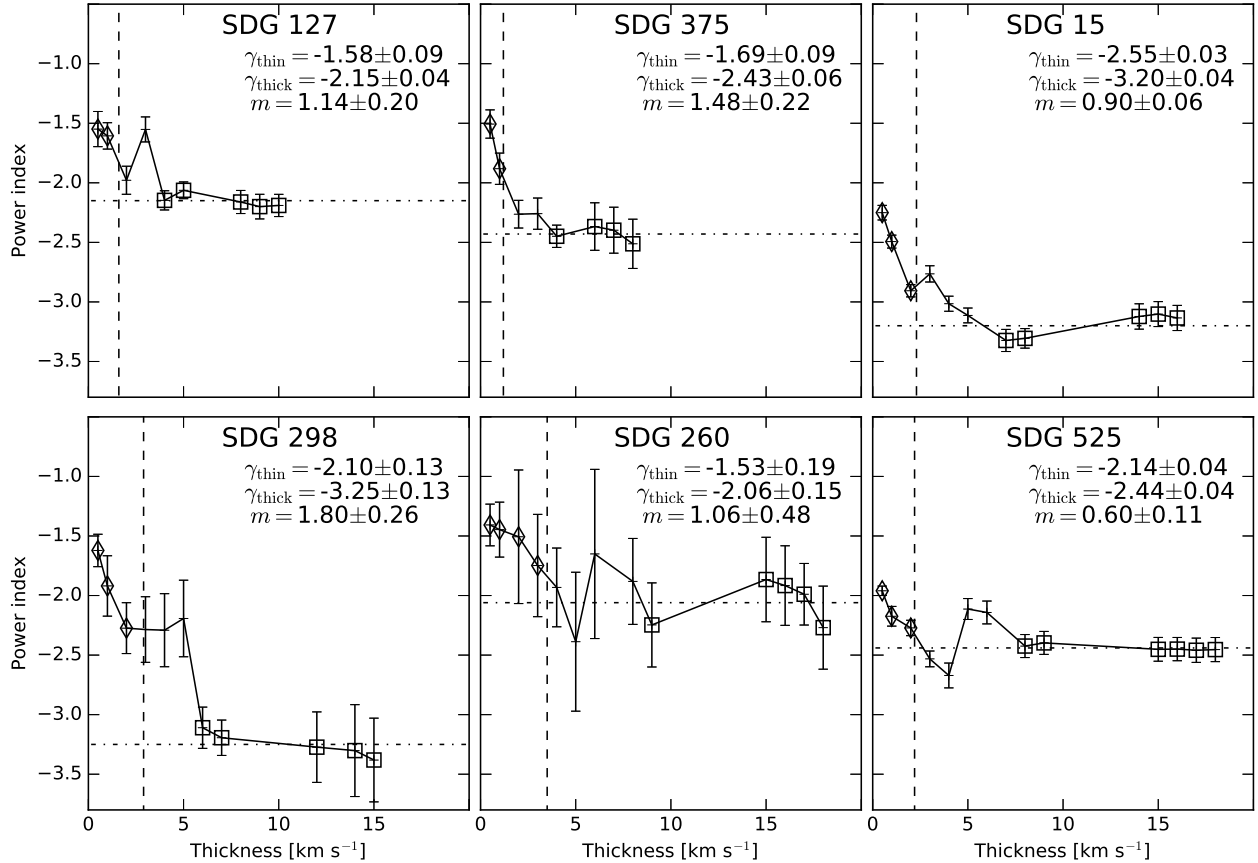 SDG 127
γthin = -1.58±0.09
γthick = -2.15±0.04
m = 1.14±0.20
SDG 375
γthin = -1.69±0.09
γthick = -2.43±0.06
m = 1.48±0.22
SDG 15
γthin = -2.55±0.03
γthick = -3.20±0.04
m = 0.90±0.06
Power index
−1.0
−1.5
−2.0
−2.5
−3.0
−3.5
SDG 298
γthin = -2.10±0.13
γthick = -3.25±0.13
m = 1.80±0.26
SDG 260
γthin = -1.53±0.19
γthick = -2.06±0.15
m = 1.06±0.48
SDG 525
γthin = -2.14±0.04
γthick = -2.44±0.04
m = 0.60±0.11
Power index
−1.0
−1.5
−2.0
−2.5
−3.0
−3.5
0 5 10 15
0 5 10 15
0 5 10 15
Thickness [km s⁻¹]
Thickness [km s⁻¹]
Thickness [km s⁻¹]